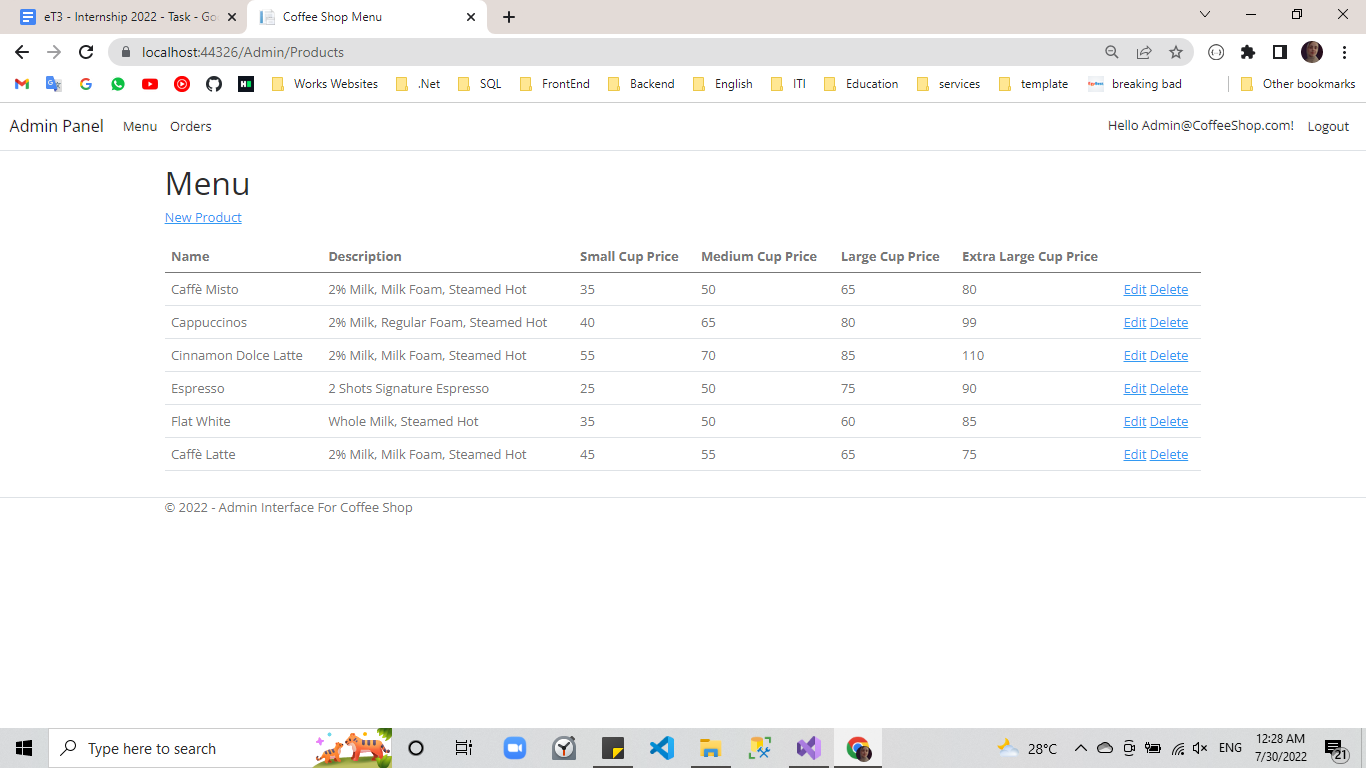 eT3 - Internship 2022 - Task - Go
Coffee Shop Menu
localhost:44326/Admin/Products
Works Websites .Net SQL FrontEnd Backend English ITI Education services template breaking bad Other bookmarks
Admin Panel Menu Orders Hello Admin@CoffeeShop.com! Logout
Menu
New Product
Name Description Small Cup Price Medium Cup Price Large Cup Price Extra Large Cup Price
Caffè Misto 2% Milk, Milk Foam, Steamed Hot 35 50 65 80 Edit Delete
Cappuccinos 2% Milk, Regular Foam, Steamed Hot 40 65 80 99 Edit Delete
Cinnamon Dolce Latte 2% Milk, Milk Foam, Steamed Hot 55 70 85 110 Edit Delete
Espresso 2 Shots Signature Espresso 25 50 75 90 Edit Delete
Flat White Whole Milk, Steamed Hot 35 50 60 85 Edit Delete
Caffè Latte 2% Milk, Milk Foam, Steamed Hot 45 55 65 75 Edit Delete
© 2022 - Admin Interface For Coffee Shop
Type here to search
28°C
ENG
12:28 AM
7/30/2022
21